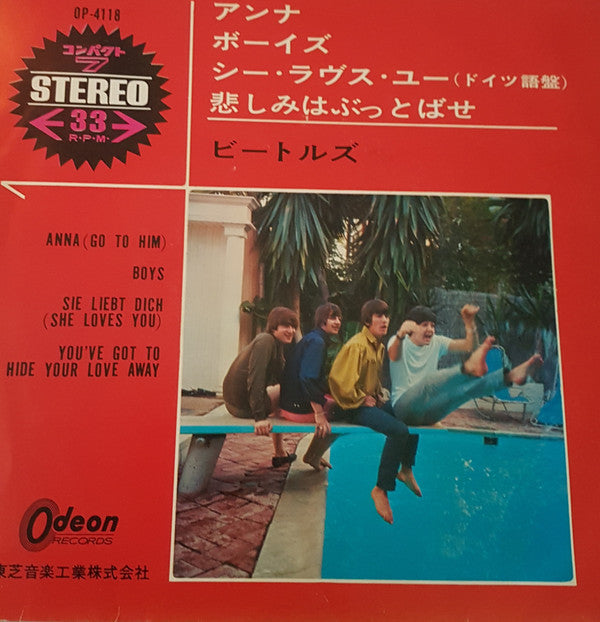 OP-4118
コンパクト
7
STEREO
33
R·P·M·
アンナ
ボーイズ
シー・ラヴス・ユー(ドイツ語盤)
悲しみはぶっとばせ
ビートルズ
ANNA (GO TO HIM)
BOYS
SIE LIEBT DICH
(SHE LOVES YOU)
YOU'VE GOT TO
HIDE YOUR LOVE AWAY
Odeon
RECORDS
東芝音楽工業株式会社